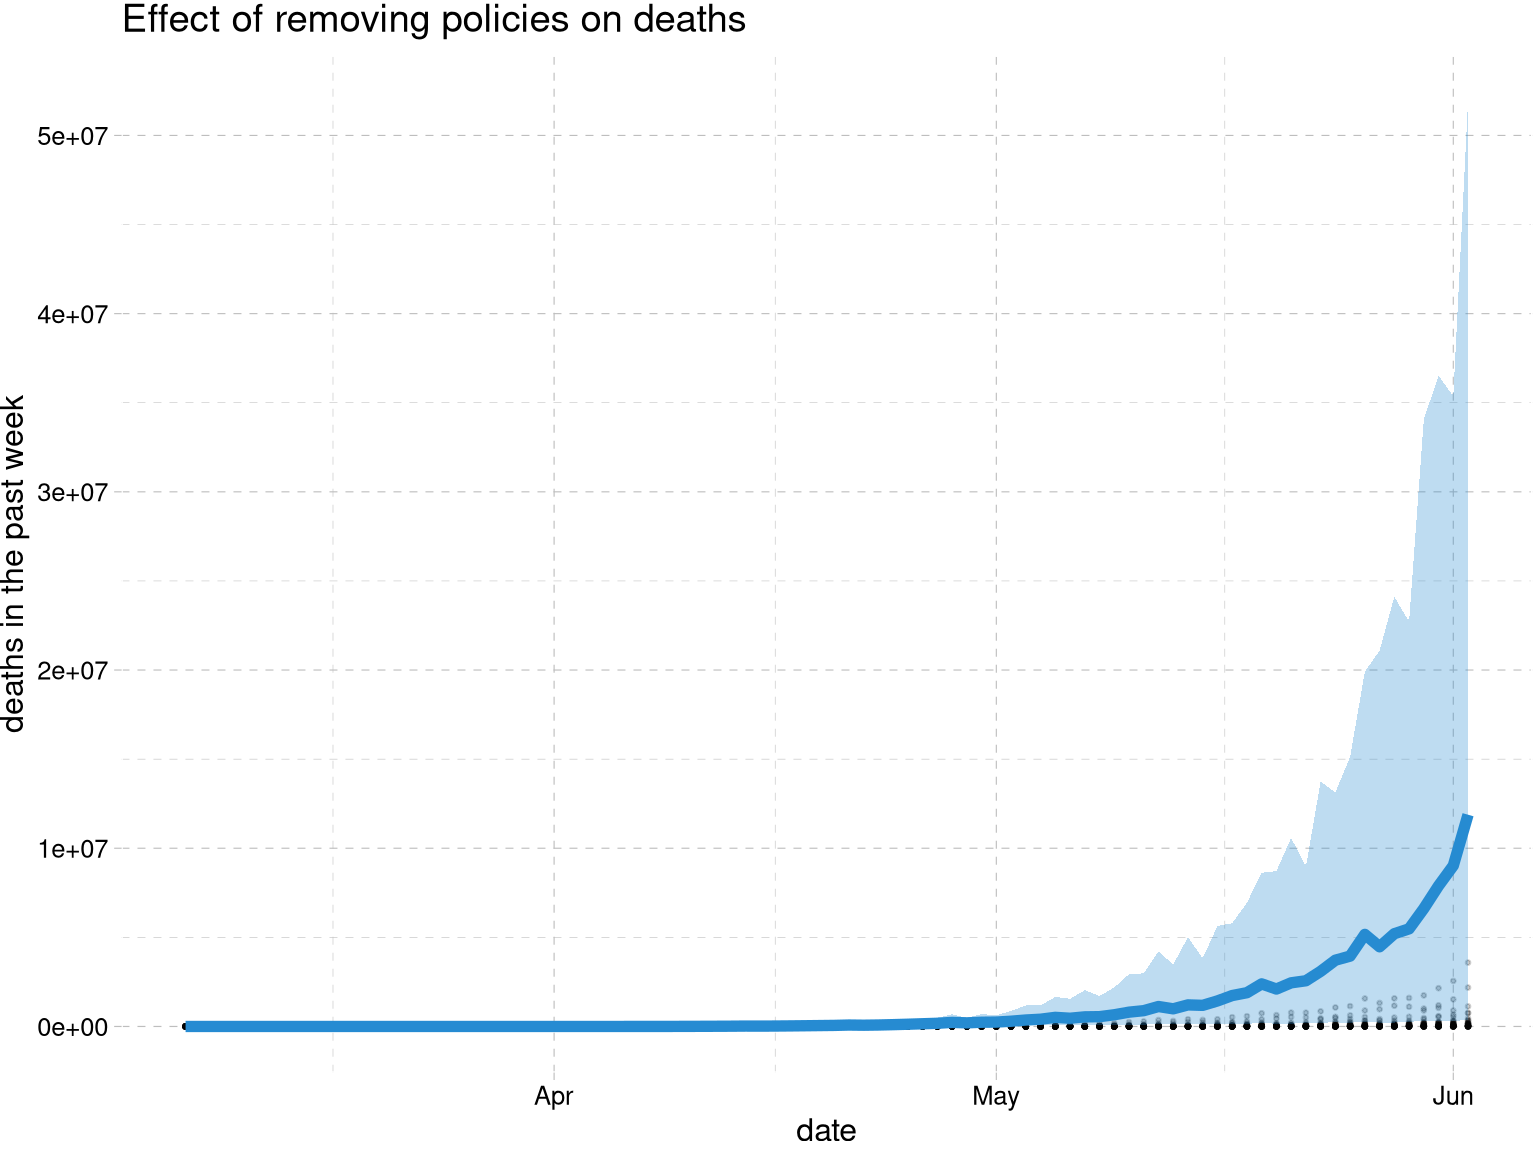 Effect of removing policies on deaths
5e+07
4e+07
3e+07
2e+07
1e+07
0e+00
deaths in the past week
Apr
May
Jun
date